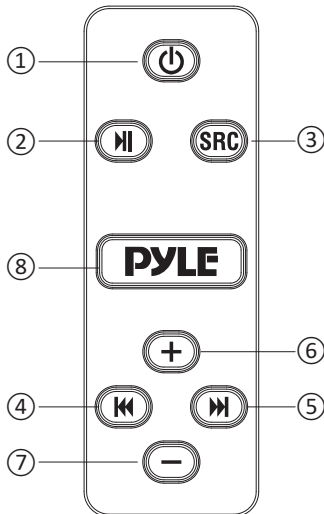 ①
② SRC ③
⑧ PYLE
+ ⑥
④ ⑤
⑦ −